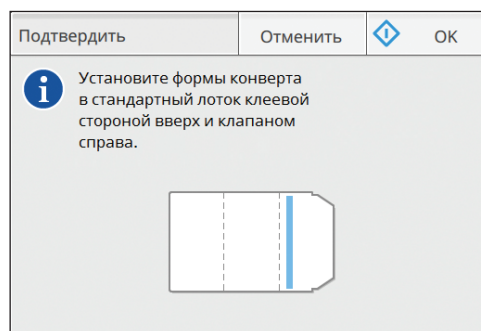 Подтвердить Отменить OK
Установите формы конверта
в стандартный лоток клеевой
стороной вверх и клапаном
справа.